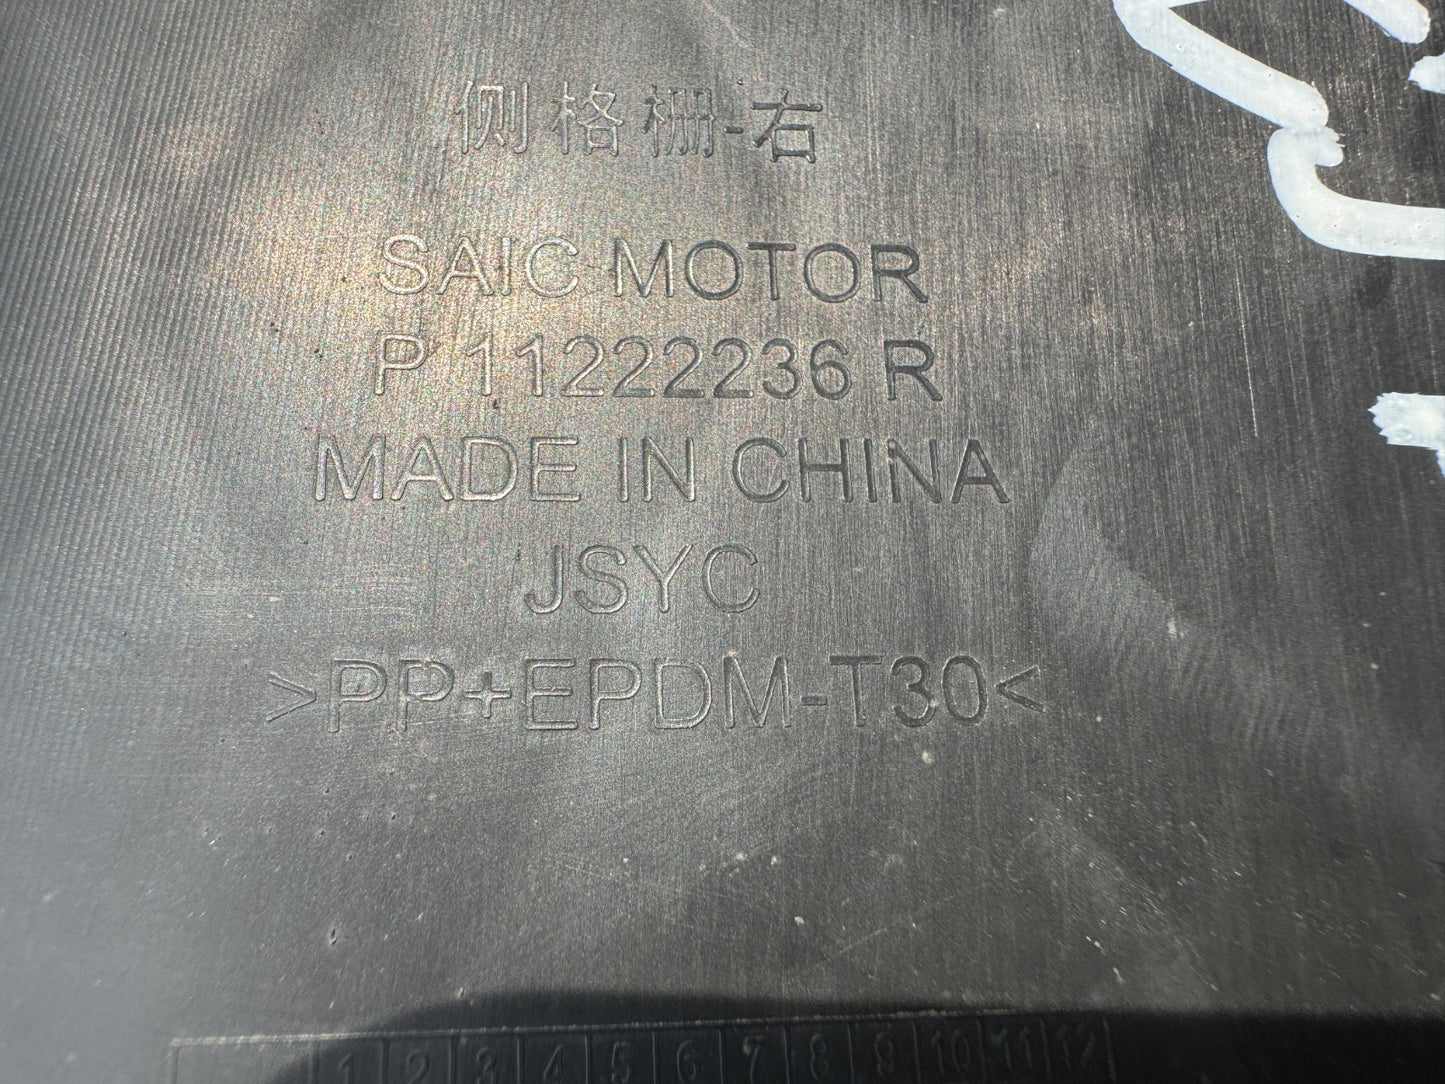 侧格栅-右
SAIC MOTOR
P 11222236 R
MADE IN CHINA
JSYC
>PP+EPDM-T30<
1 2 3 4 5 6 7 8 9 10 11 12